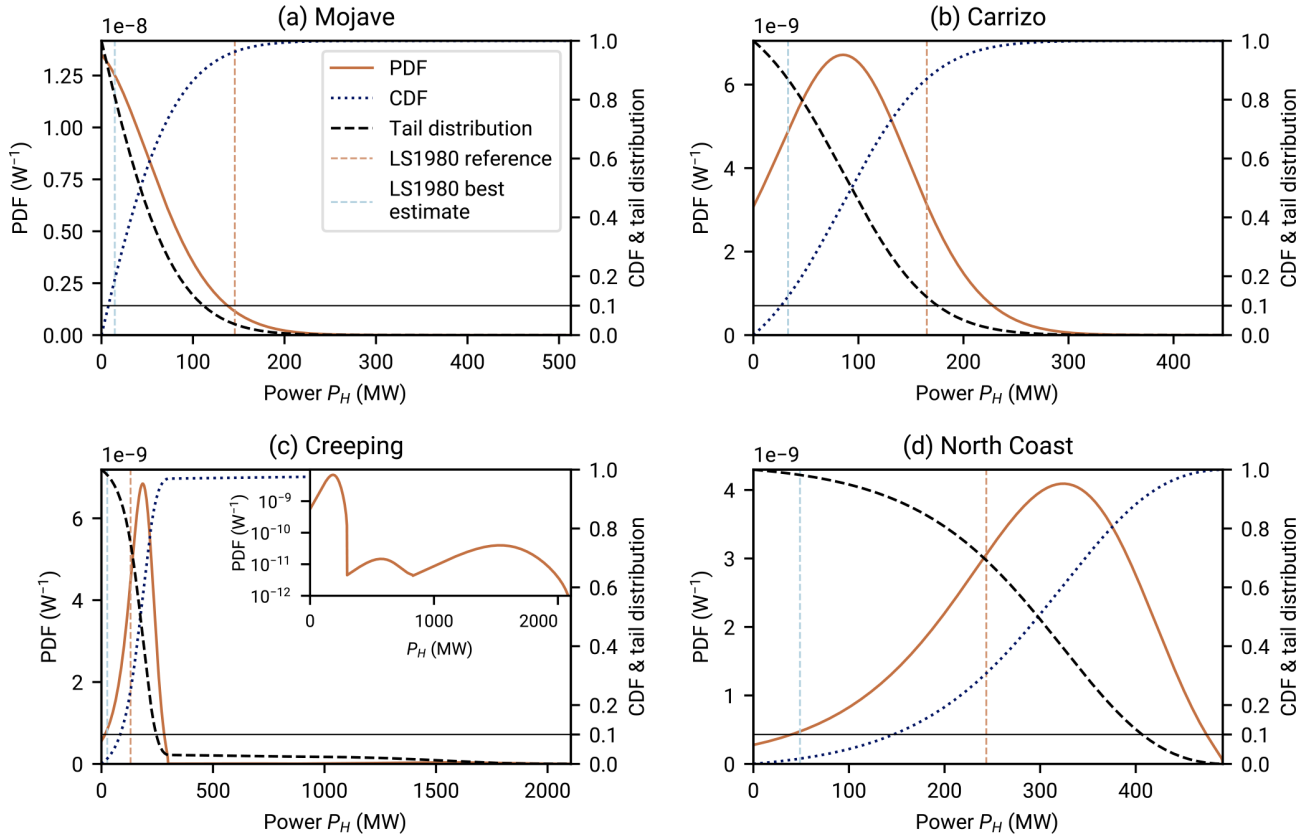 (a) Mojave
1e−8
PDF (W⁻¹)
1.25
1.00
0.75
0.50
0.25
0.00
0 100 200 300 400 500
Power P_H (MW)
1.0
0.8
0.6
0.4
0.2
0.1
0.0
CDF & tail distribution
PDF
CDF
Tail distribution
LS1980 reference
LS1980 best
estimate
(b) Carrizo
1e−9
PDF (W⁻¹)
6
4
2
0
0 100 200 300 400
Power P_H (MW)
1.0
0.8
0.6
0.4
0.2
0.1
0.0
CDF & tail distribution
(c) Creeping
1e−9
PDF (W⁻¹)
6
4
2
0
0 500 1000 1500 2000
Power P_H (MW)
1.0
0.8
0.6
0.4
0.2
0.1
0.0
CDF & tail distribution
PDF (W⁻¹)
10⁻⁹
10⁻¹⁰
10⁻¹¹
10⁻¹²
0 1000 2000
P_H (MW)
(d) North Coast
1e−9
PDF (W⁻¹)
4
3
2
1
0
0 100 200 300 400
Power P_H (MW)
1.0
0.8
0.6
0.4
0.2
0.1
0.0
CDF & tail distribution